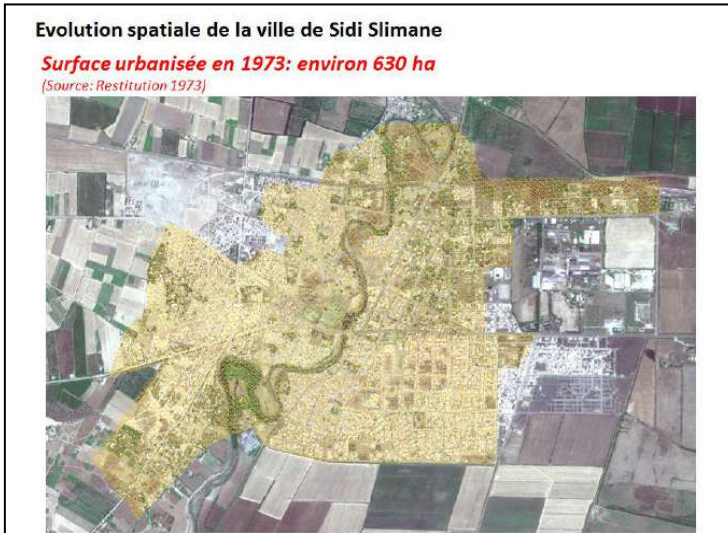 Evolution spatiale de la ville de Sidi Slimane
Surface urbanisée en 1973: environ 630 ha
(Source: Restitution 1973)